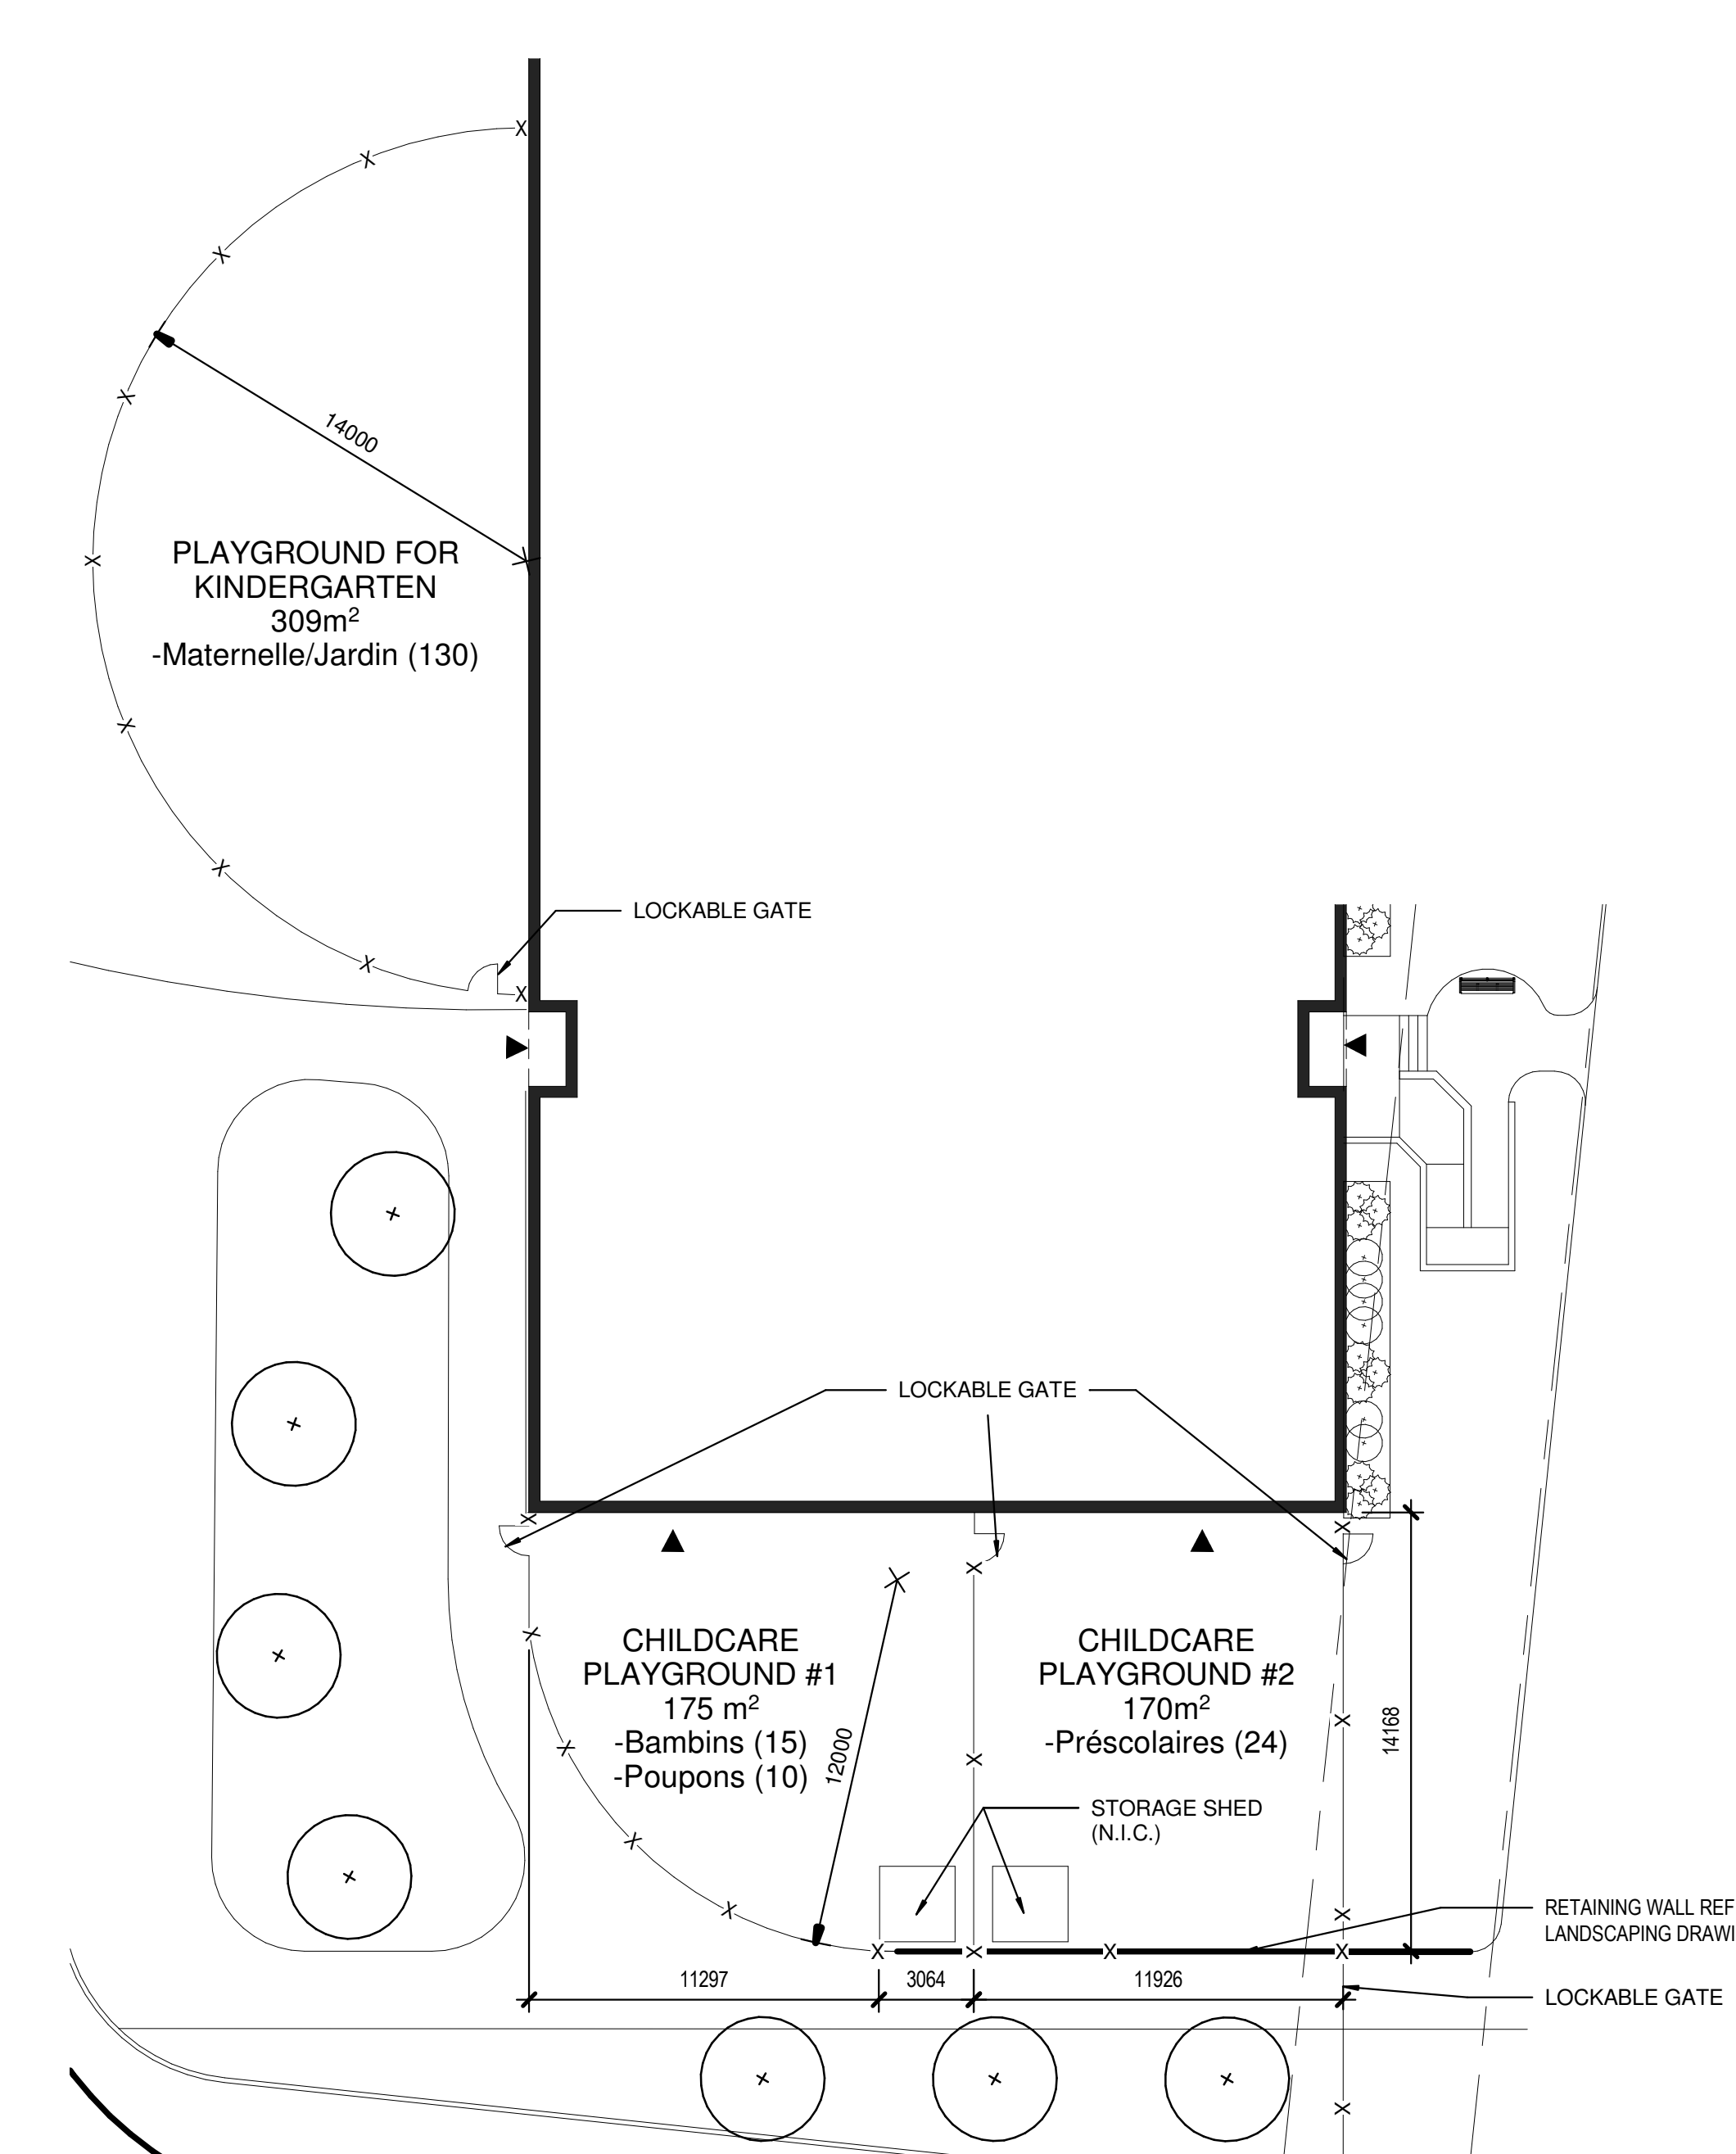 14000
PLAYGROUND FOR
KINDERGARTEN
309m²
-Maternelle/Jardin (130)
LOCKABLE GATE
LOCKABLE GATE
CHILDCARE
PLAYGROUND #1
175 m²
-Bambins (15)
-Poupons (10)
12000
CHILDCARE
PLAYGROUND #2
170m²
-Préscolaires (24)
14168
STORAGE SHED
(N.I.C.)
RETAINING WALL REF
LANDSCAPING DRAWI
11297
3064
11926
LOCKABLE GATE